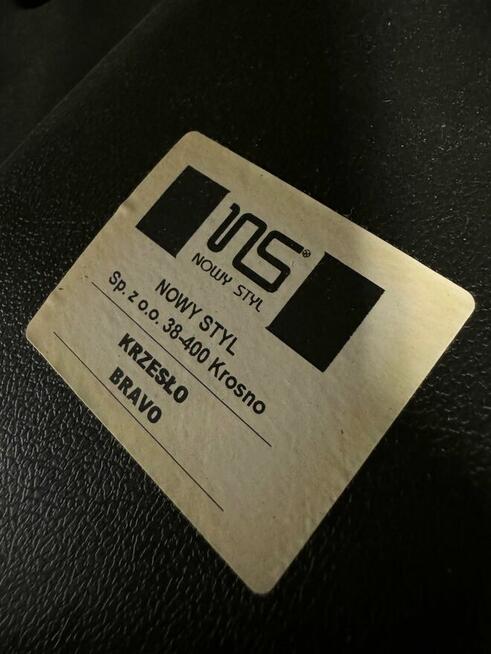 NS®
NOWY STYL
NOWY STYL
Sp. z o.o. 38-400 Krosno
KRZESŁO
BRAVO